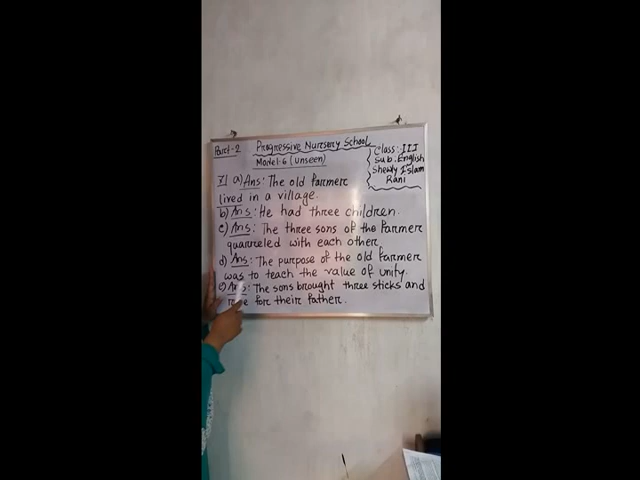 Part-2 Progressive Nursery School
Model-6 (Unseen)
Class: III
Sub: English
Shewly Islam
Rani
7) a) Ans: The old farmer
lived in a village.
b) Ans: He had three children.
c) Ans: The three sons of the farmer
quarreled with each other
d) Ans: The purpose of the old farmer
was to teach the value of unity.
e) Ans: The sons brought three sticks and
rope for their father.